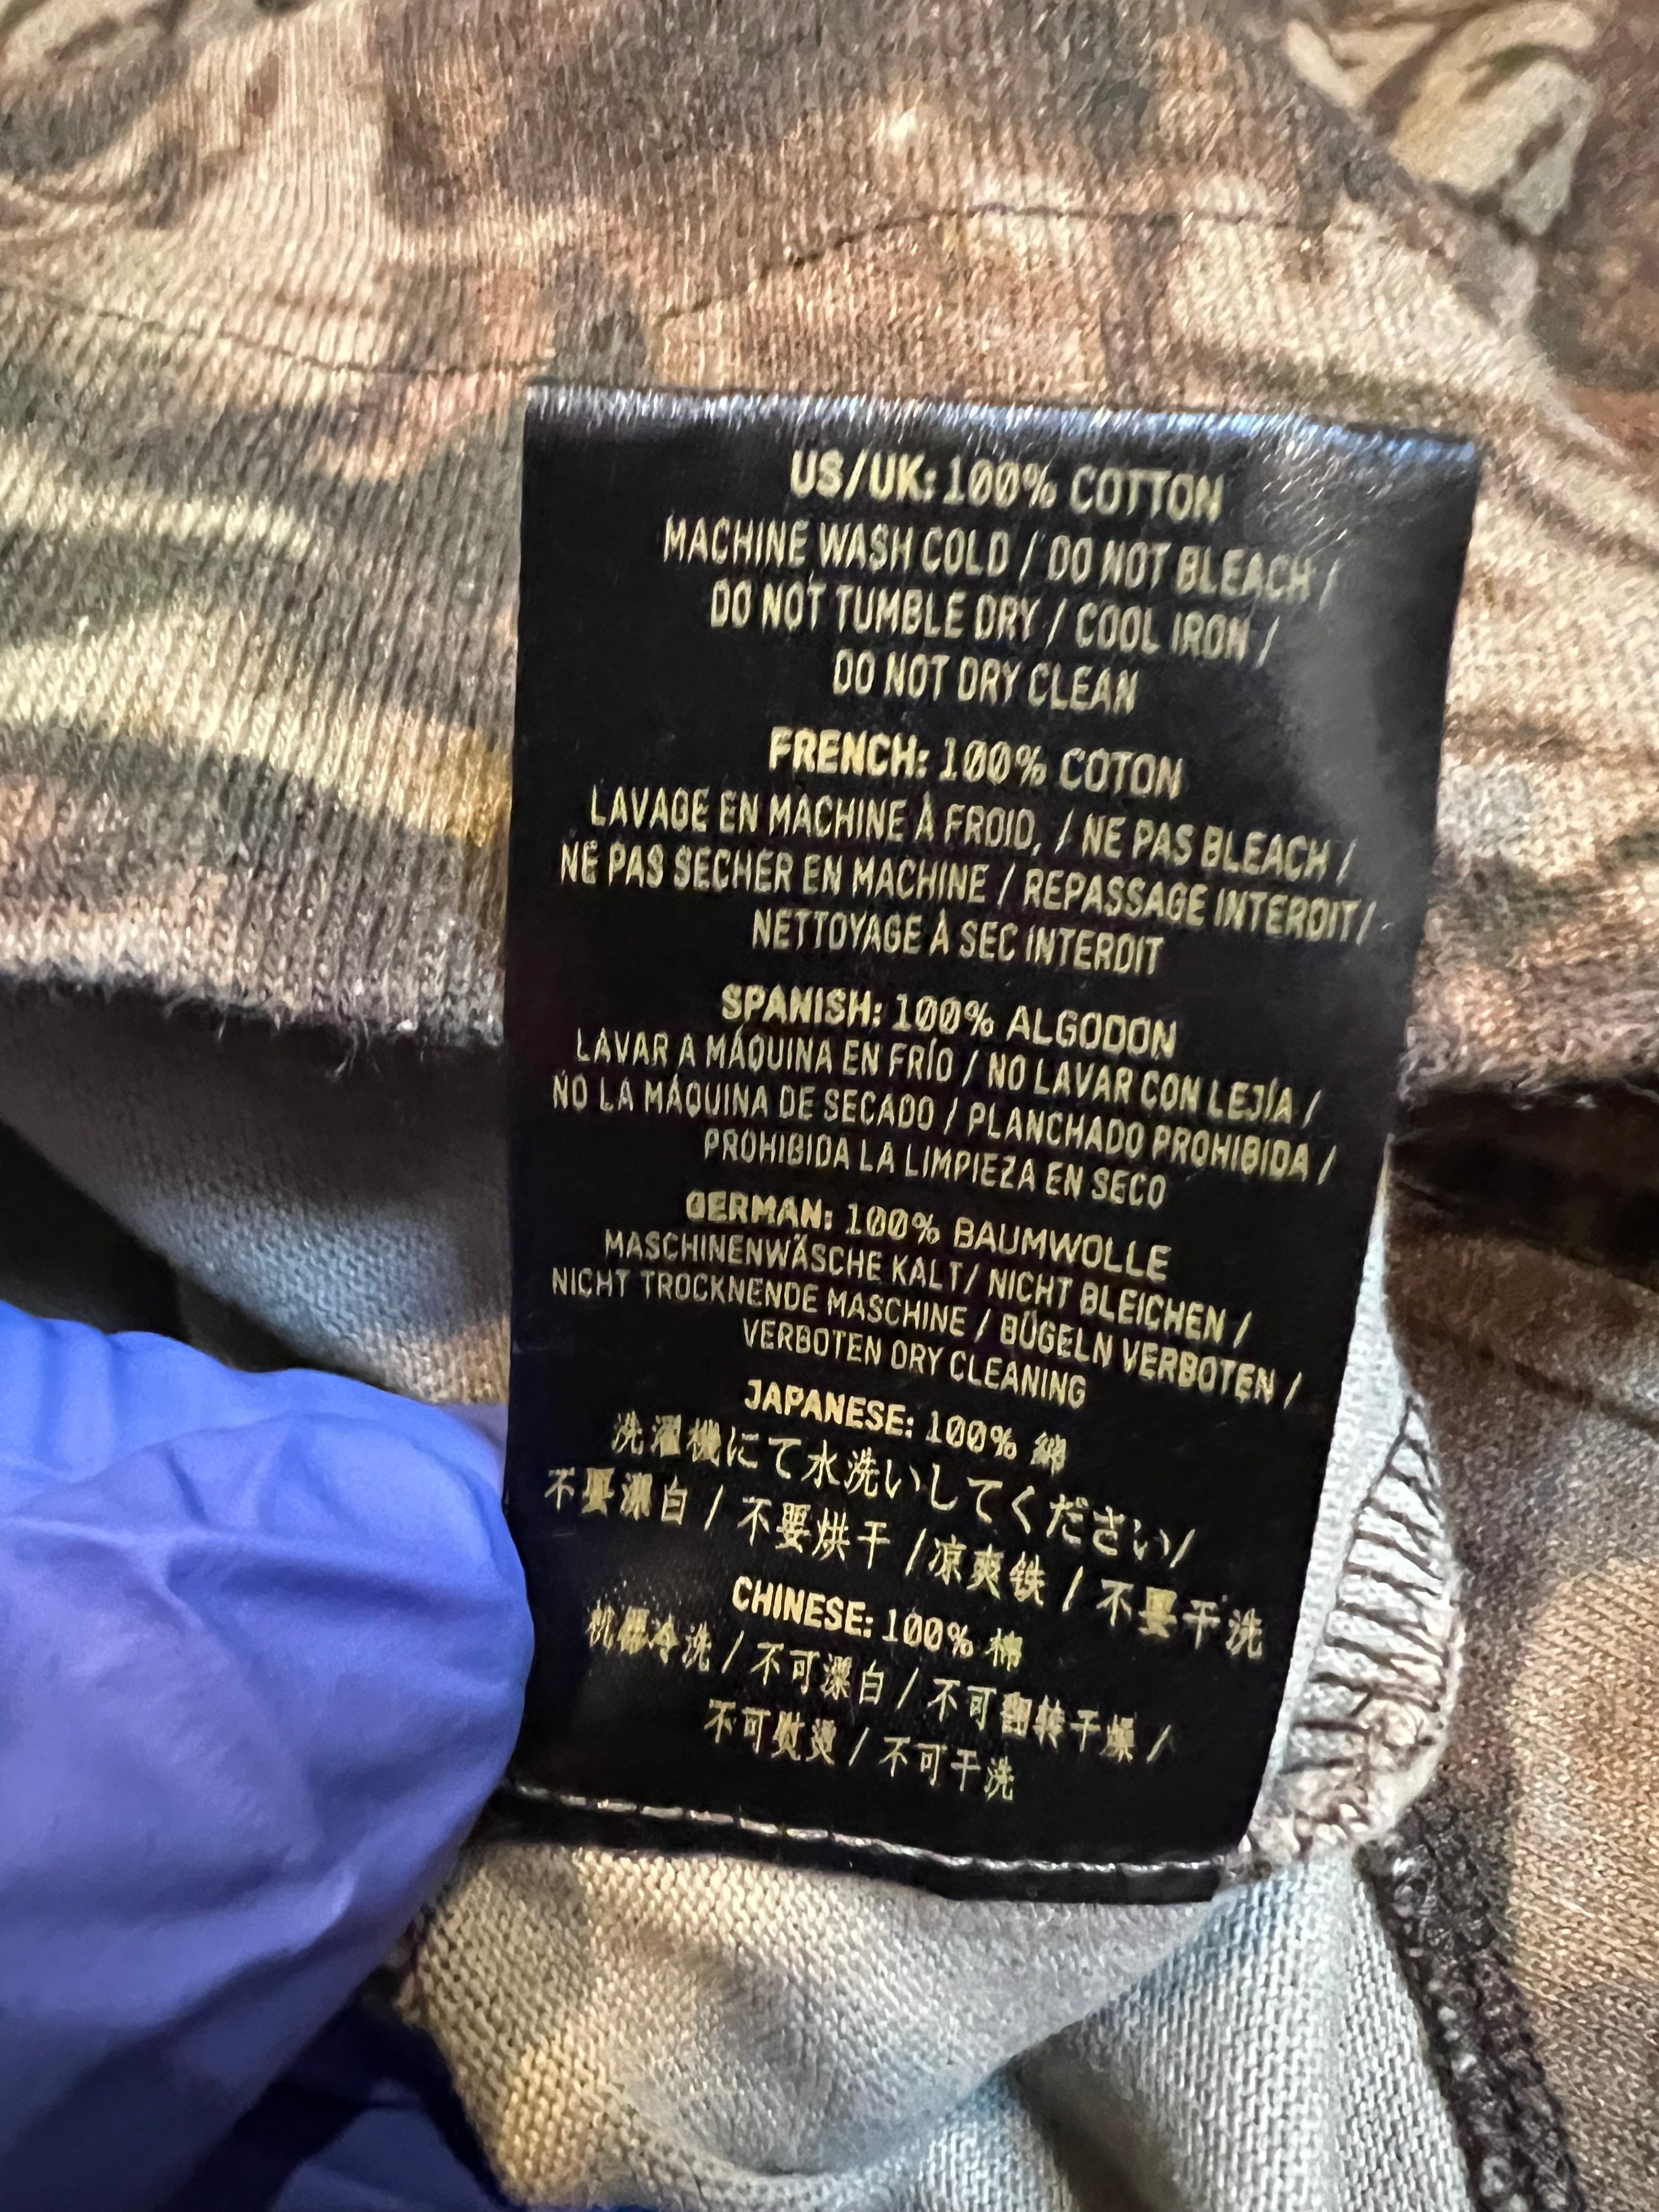 US/UK: 100% COTTON
MACHINE WASH COLD / DO NOT BLEACH /
DO NOT TUMBLE DRY / COOL IRON /
DO NOT DRY CLEAN
FRENCH: 100% COTON
LAVAGE EN MACHINE À FROID, / NE PAS BLEACH /
NE PAS SECHER EN MACHINE / REPASSAGE INTERDIT /
NETTOYAGE À SEC INTERDIT
SPANISH: 100% ALGODON
LAVAR A MÁQUINA EN FRÍO / NO LAVAR CON LEJÍA /
NO LA MÁQUINA DE SECADO / PLANCHADO PROHIBIDA /
PROHIBIDA LA LIMPIEZA EN SECO
GERMAN: 100% BAUMWOLLE
MASCHINENWÄSCHE KALT/ NICHT BLEICHEN /
NICHT TROCKNENDE MASCHINE / BÜGELN VERBOTEN /
VERBOTEN DRY CLEANING
JAPANESE: 100% 綿
洗濯機にて水洗いしてください/
不要漂白 / 不要烘干 /凉爽铁 / 不要干洗
CHINESE: 100% 棉
机器冷洗 / 不可漂白 / 不可翻转干燥 /
不可熨烫 / 不可干洗